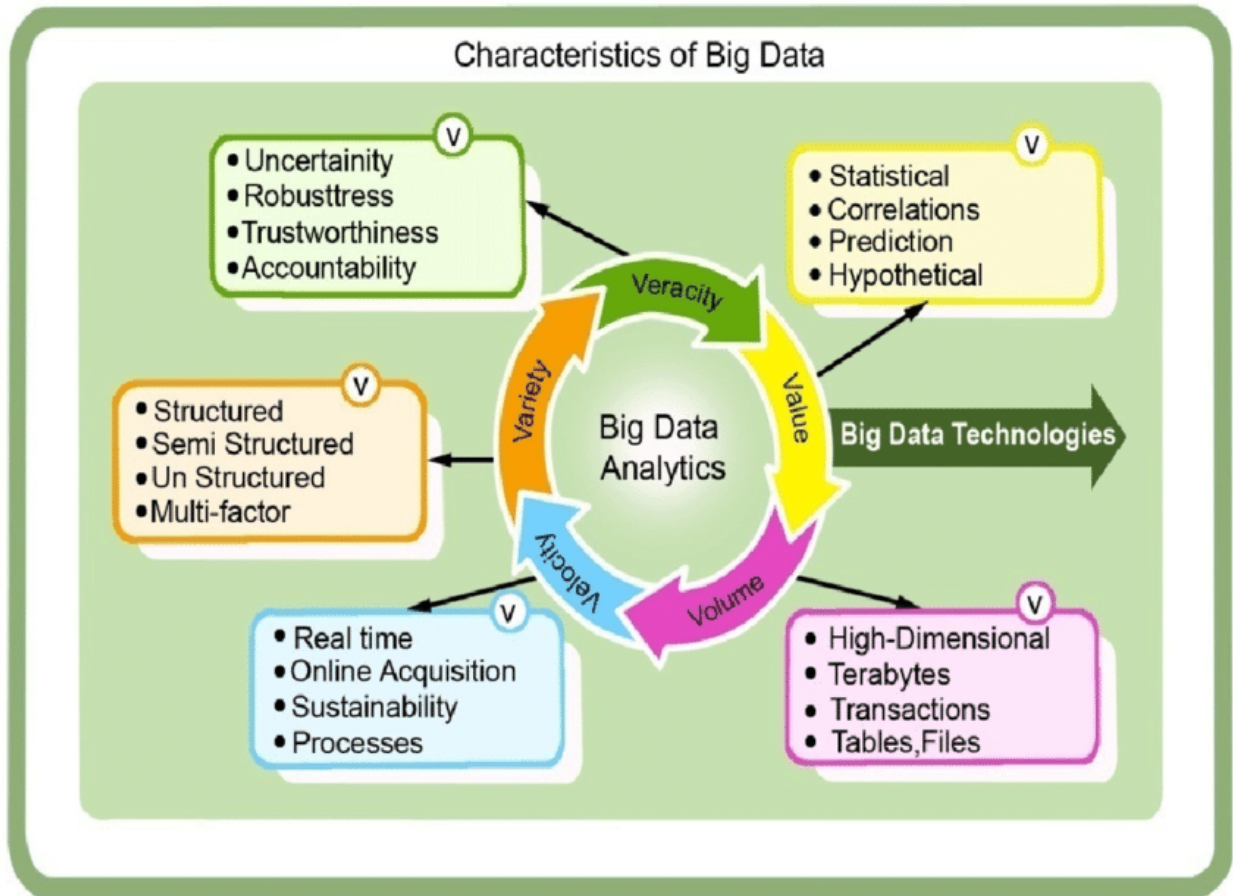 Characteristics of Big Data
V
• Uncertainity
• Robusttress
• Trustworthiness
• Accountability
V
• Statistical
• Correlations
• Prediction
• Hypothetical
Veracity
Value
Volume
Velocity
Variety
Big Data
Analytics
Big Data Technologies
V
• Structured
• Semi Structured
• Un Structured
• Multi-factor
V
• Real time
• Online Acquisition
• Sustainability
• Processes
V
• High-Dimensional
• Terabytes
• Transactions
• Tables,Files